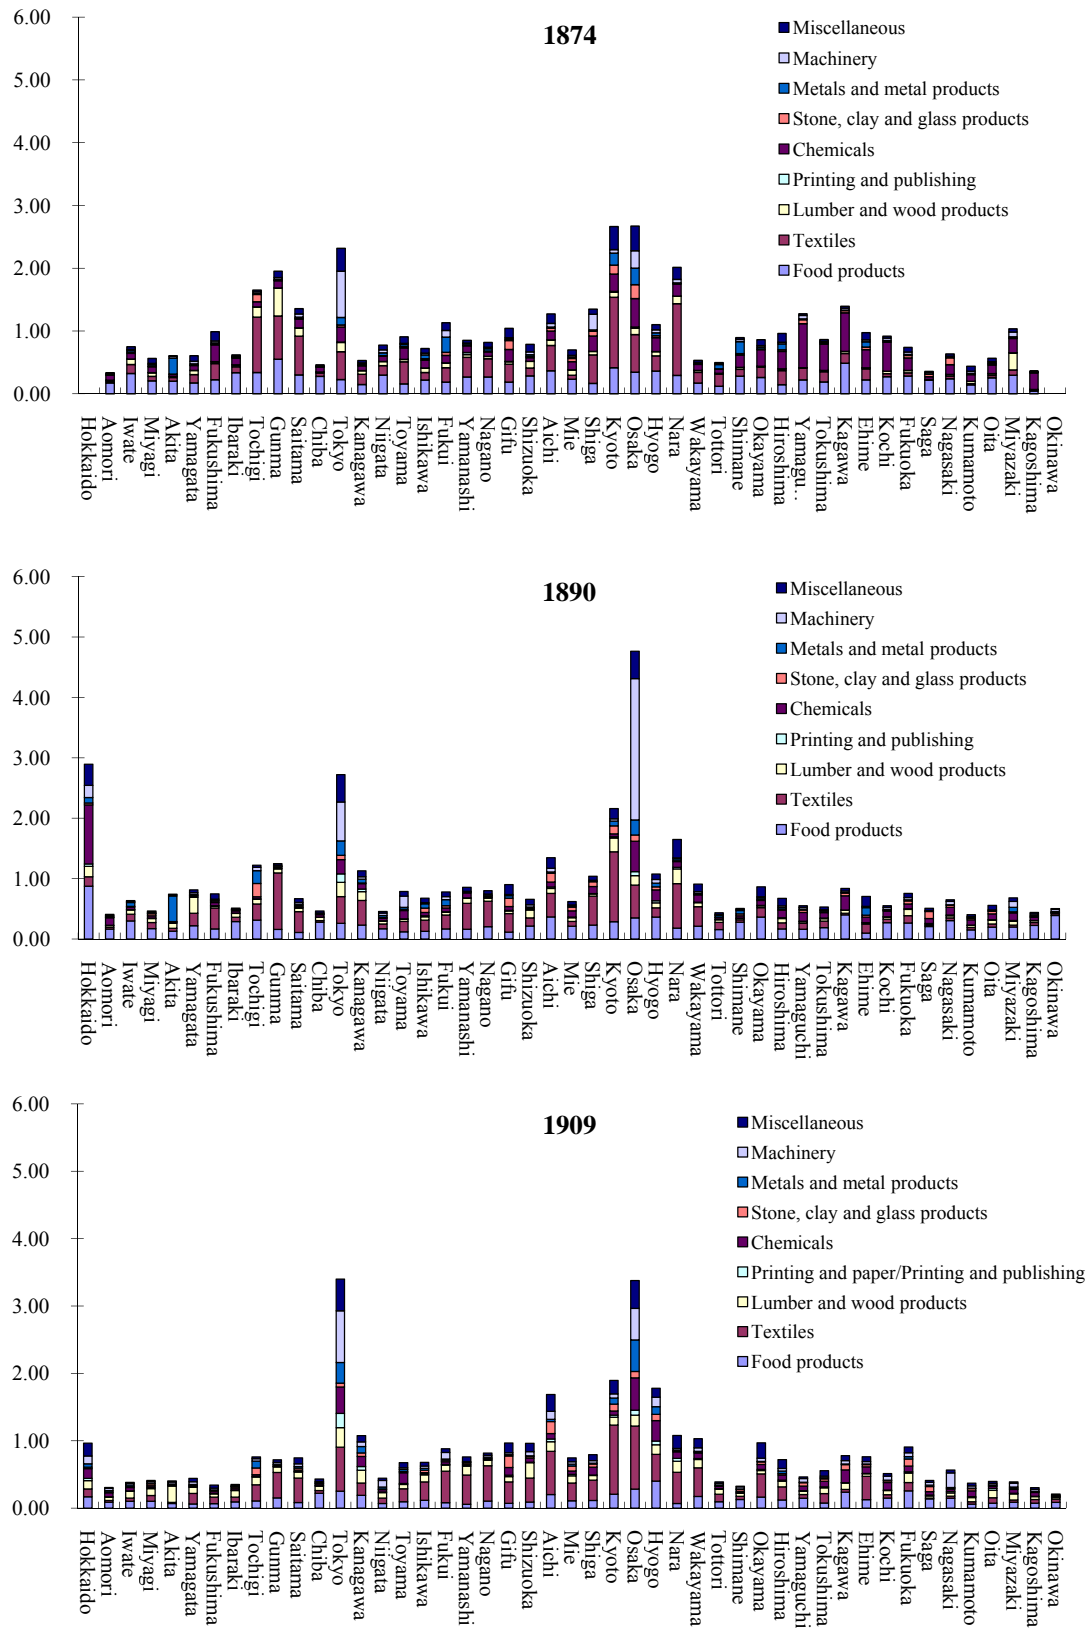 6.00
5.00
4.00
3.00
2.00
1.00
0.00
1874
Miscellaneous
Machinery
Metals and metal products
Stone, clay and glass products
Chemicals
Printing and publishing
Lumber and wood products
Textiles
Food products
Hokkaido
Aomori
Iwate
Miyagi
Akita
Yamagata
Fukushima
Ibaraki
Tochigi
Gunma
Saitama
Chiba
Tokyo
Kanagawa
Niigata
Toyama
Ishikawa
Fukui
Yamanashi
Nagano
Gifu
Shizuoka
Aichi
Mie
Shiga
Kyoto
Osaka
Hyogo
Nara
Wakayama
Tottori
Shimane
Okayama
Hiroshima
Yamagu..
Tokushima
Kagawa
Ehime
Kochi
Fukuoka
Saga
Nagasaki
Kumamoto
Oita
Miyazaki
Kagoshima
Okinawa
6.00
5.00
4.00
3.00
2.00
1.00
0.00
1890
Miscellaneous
Machinery
Metals and metal products
Stone, clay and glass products
Chemicals
Printing and publishing
Lumber and wood products
Textiles
Food products
Hokkaido
Aomori
Iwate
Miyagi
Akita
Yamagata
Fukushima
Ibaraki
Tochigi
Gunma
Saitama
Chiba
Tokyo
Kanagawa
Niigata
Toyama
Ishikawa
Fukui
Yamanashi
Nagano
Gifu
Shizuoka
Aichi
Mie
Shiga
Kyoto
Osaka
Hyogo
Nara
Wakayama
Tottori
Shimane
Okayama
Hiroshima
Yamaguchi
Tokushima
Kagawa
Ehime
Kochi
Fukuoka
Saga
Nagasaki
Kumamoto
Oita
Miyazaki
Kagoshima
Okinawa
6.00
5.00
4.00
3.00
2.00
1.00
0.00
1909
Miscellaneous
Machinery
Metals and metal products
Stone, clay and glass products
Chemicals
Printing and paper/Printing and publishing
Lumber and wood products
Textiles
Food products
Hokkaido
Aomori
Iwate
Miyagi
Akita
Yamagata
Fukushima
Ibaraki
Tochigi
Gunma
Saitama
Chiba
Tokyo
Kanagawa
Niigata
Toyama
Ishikawa
Fukui
Yamanashi
Nagano
Gifu
Shizuoka
Aichi
Mie
Shiga
Kyoto
Osaka
Hyogo
Nara
Wakayama
Tottori
Shimane
Okayama
Hiroshima
Yamaguchi
Tokushima
Kagawa
Ehime
Kochi
Fukuoka
Saga
Nagasaki
Kumamoto
Oita
Miyazaki
Kagoshima
Okinawa